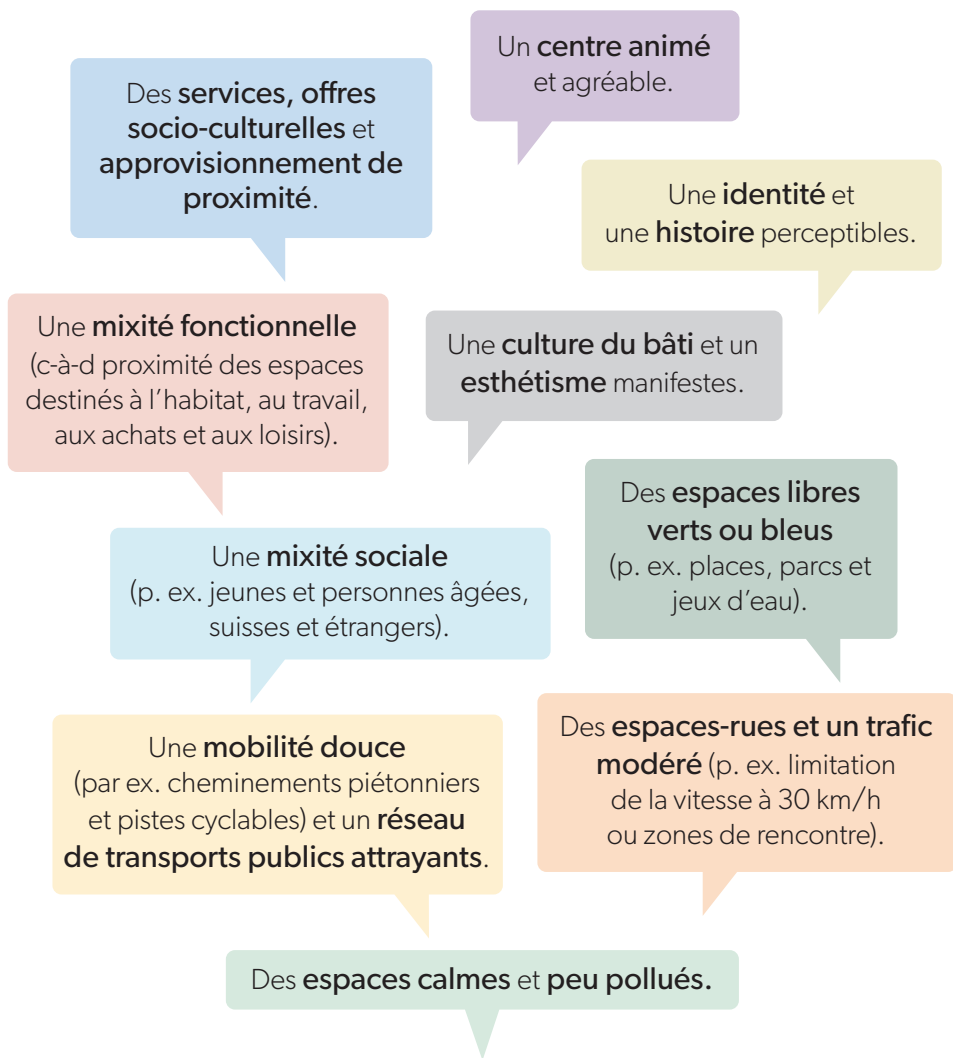 Un centre animé
et agréable.
Des services, offres
socio-culturelles et
approvisionnement de
proximité.
Une identité et
une histoire perceptibles.
Une mixité fonctionnelle
(c-à-d proximité des espaces
destinés à l'habitat, au travail,
aux achats et aux loisirs).
Une culture du bâti et un
esthétisme manifestes.
Des espaces libres
verts ou bleus
(p. ex. places, parcs et
jeux d'eau).
Une mixité sociale
(p. ex. jeunes et personnes âgées,
suisses et étrangers).
Des espaces-rues et un trafic
modéré (p. ex. limitation
de la vitesse à 30 km/h
ou zones de rencontre).
Une mobilité douce
(par ex. cheminements piétonniers
et pistes cyclables) et un réseau
de transports publics attrayants.
Des espaces calmes et peu pollués.